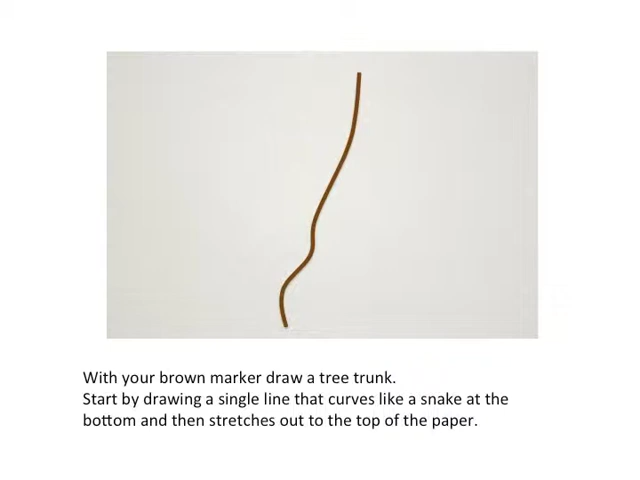 With your brown marker draw a tree trunk.
Start by drawing a single line that curves like a snake at the
bottom and then stretches out to the top of the paper.